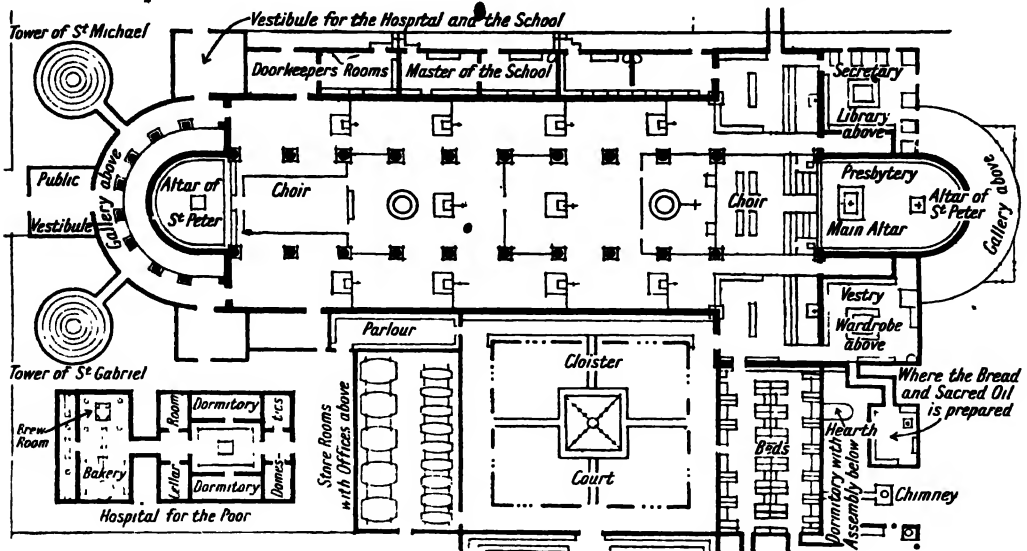 Tower of St Michael
Vestibule for the Hospital and the School
Doorkeepers Rooms
Master of the School
Secretary
Library
above
Public
Vestibule
Gallery above
Altar of
St Peter
Choir
Choir
Presbytery
Main Altar
Altar of
St Peter
Gallery above
Vestry
Wardrobe
above
Tower of St Gabriel
Parlour
Cloister
Court
Store Rooms
with Offices above
Beds
Hearth
Dormitory with
Assembly below
Where the Bread
and Sacred Oil
is prepared
Chimney
Brew
Room
Bakery
Room
Cellar
Dormitory
Dormitory
Domes-
tics
Hospital for the Poor